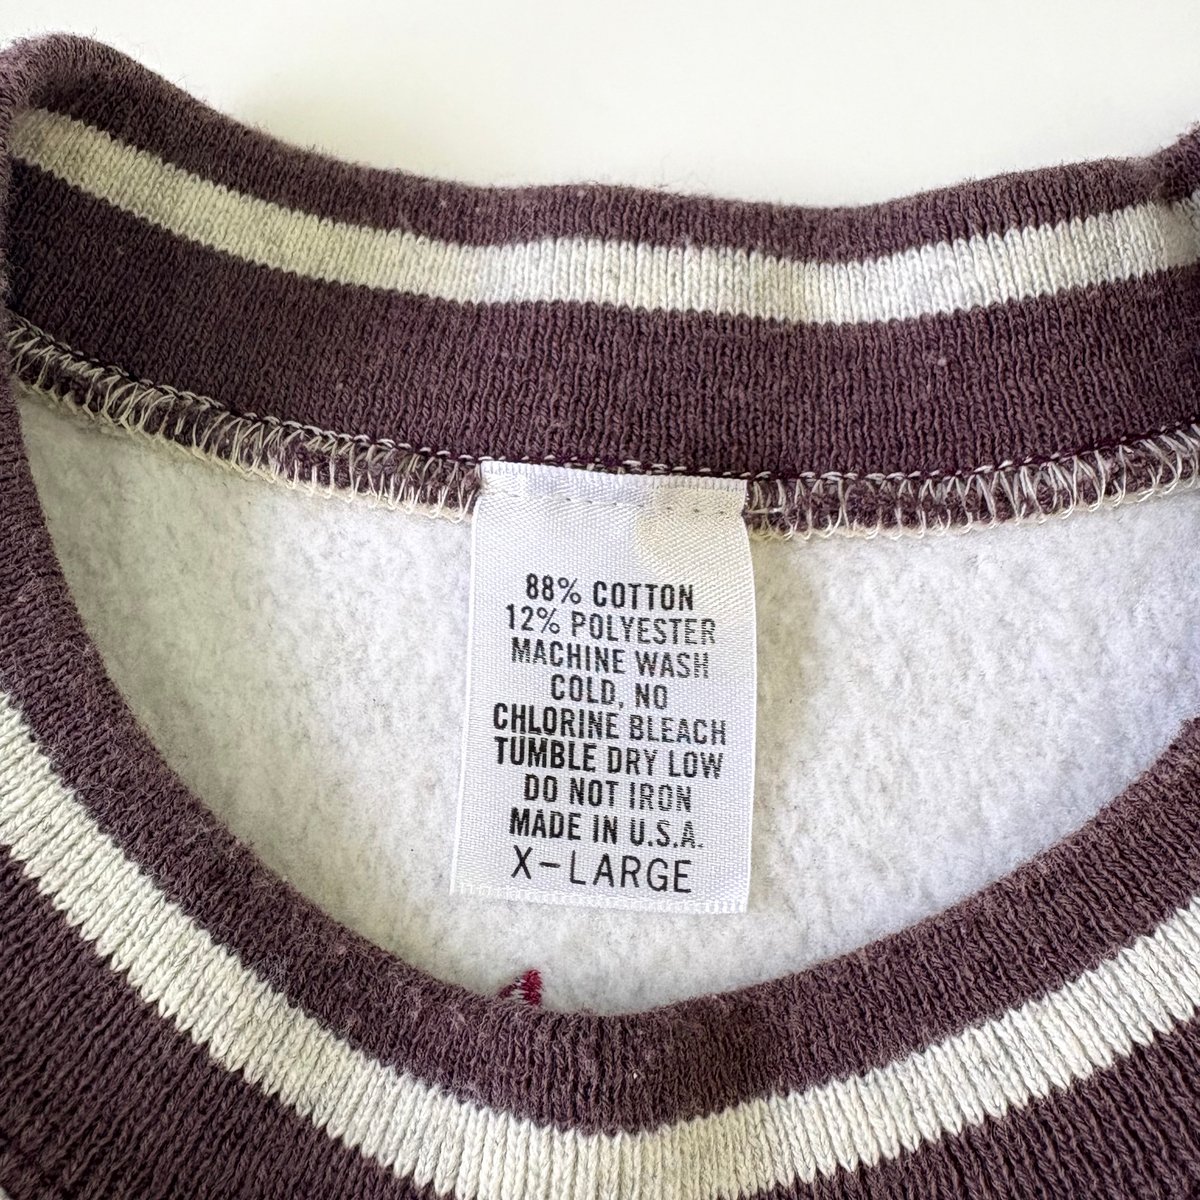 88% COTTON
12% POLYESTER
MACHINE WASH
COLD, NO
CHLORINE BLEACH
TUMBLE DRY LOW
DO NOT IRON
MADE IN U.S.A.
X-LARGE